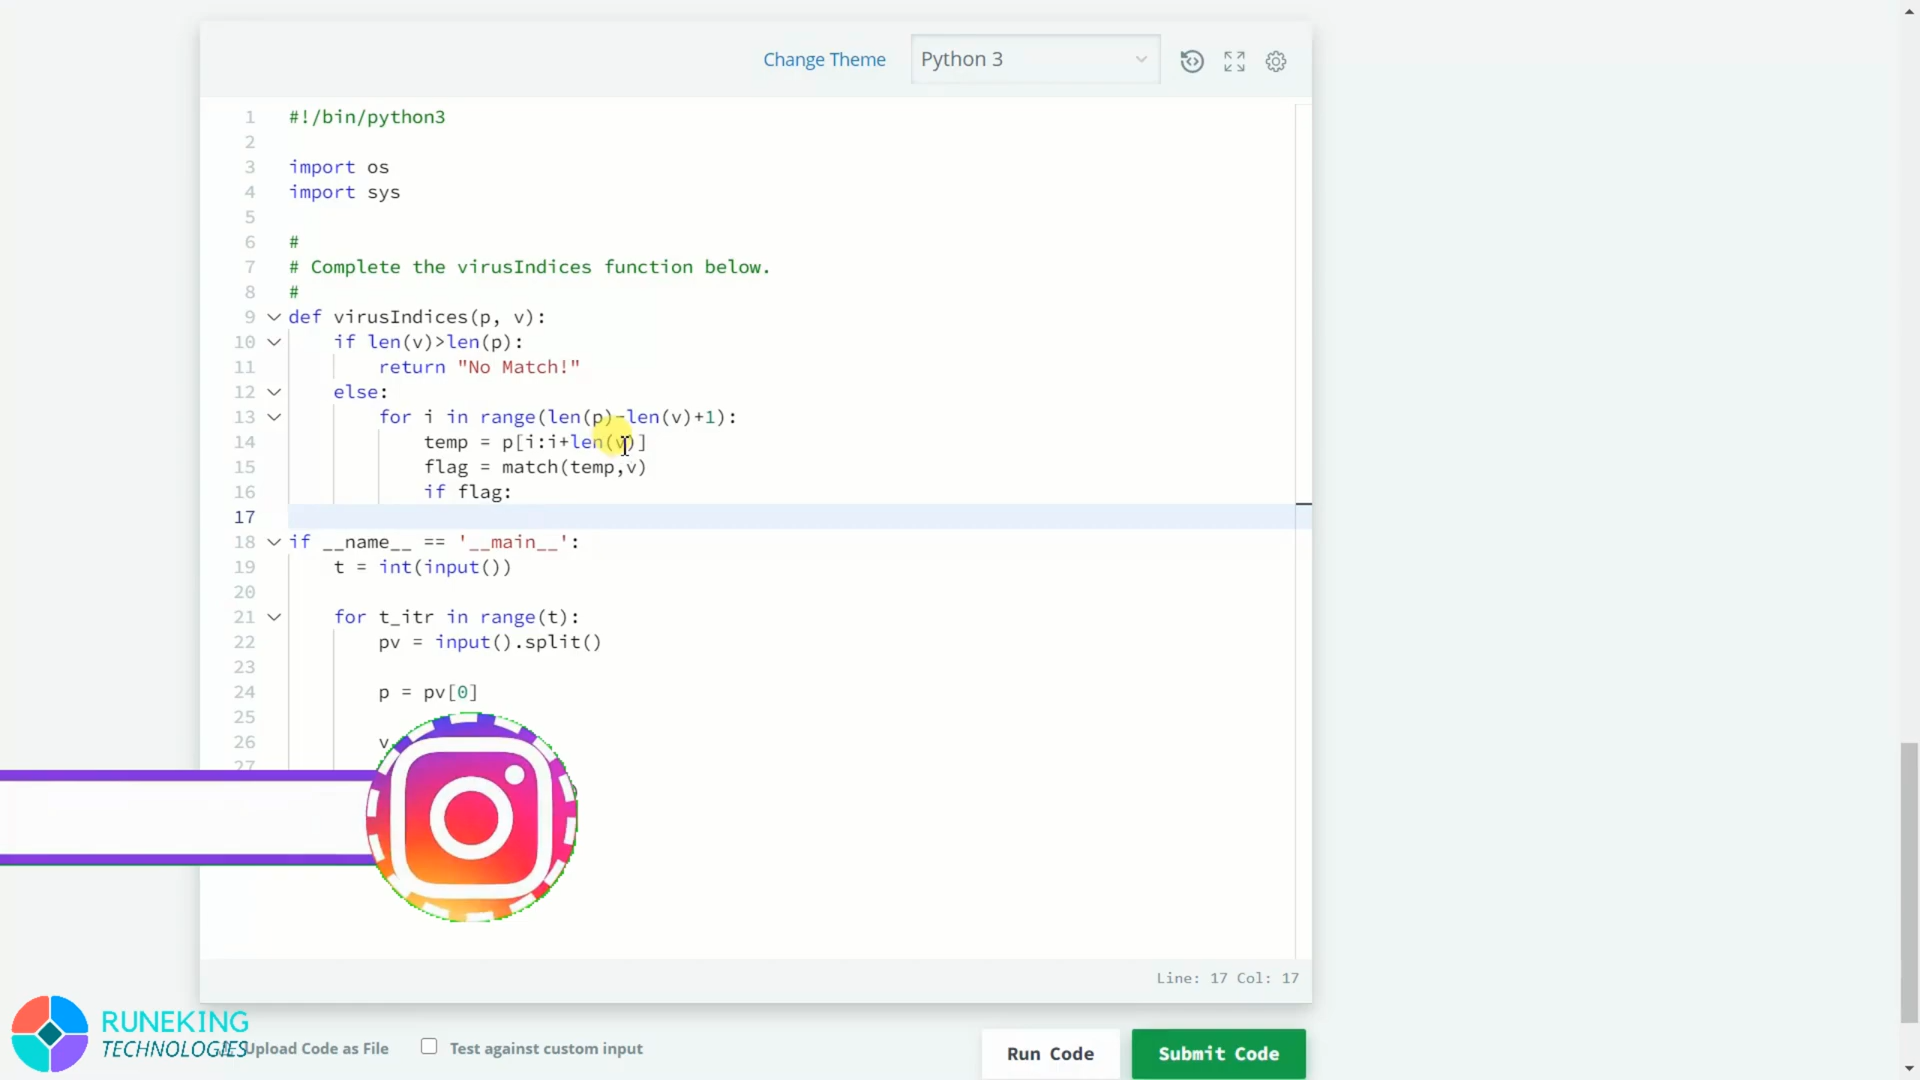 Change Theme Python 3
1 #!/bin/python3
2
3 import os
4 import sys
5
6 #
7 # Complete the virusIndices function below.
8 #
9 def virusIndices(p, v):
10 if len(v)>len(p):
11 return "No Match!"
12 else:
13 for i in range(len(p)-len(v)+1):
14 temp = p[i:i+len(v)]
15 flag = match(temp,v)
16 if flag:
17
18 if __name__ == '__main__':
19 t = int(input())
20
21 for t_itr in range(t):
22 pv = input().split()
23
24 p = pv[0]
25
26 v
27
Line: 17 Col: 17
RUNEKING
TECHNOLOGIES
Upload Code as File Test against custom input Run Code Submit Code